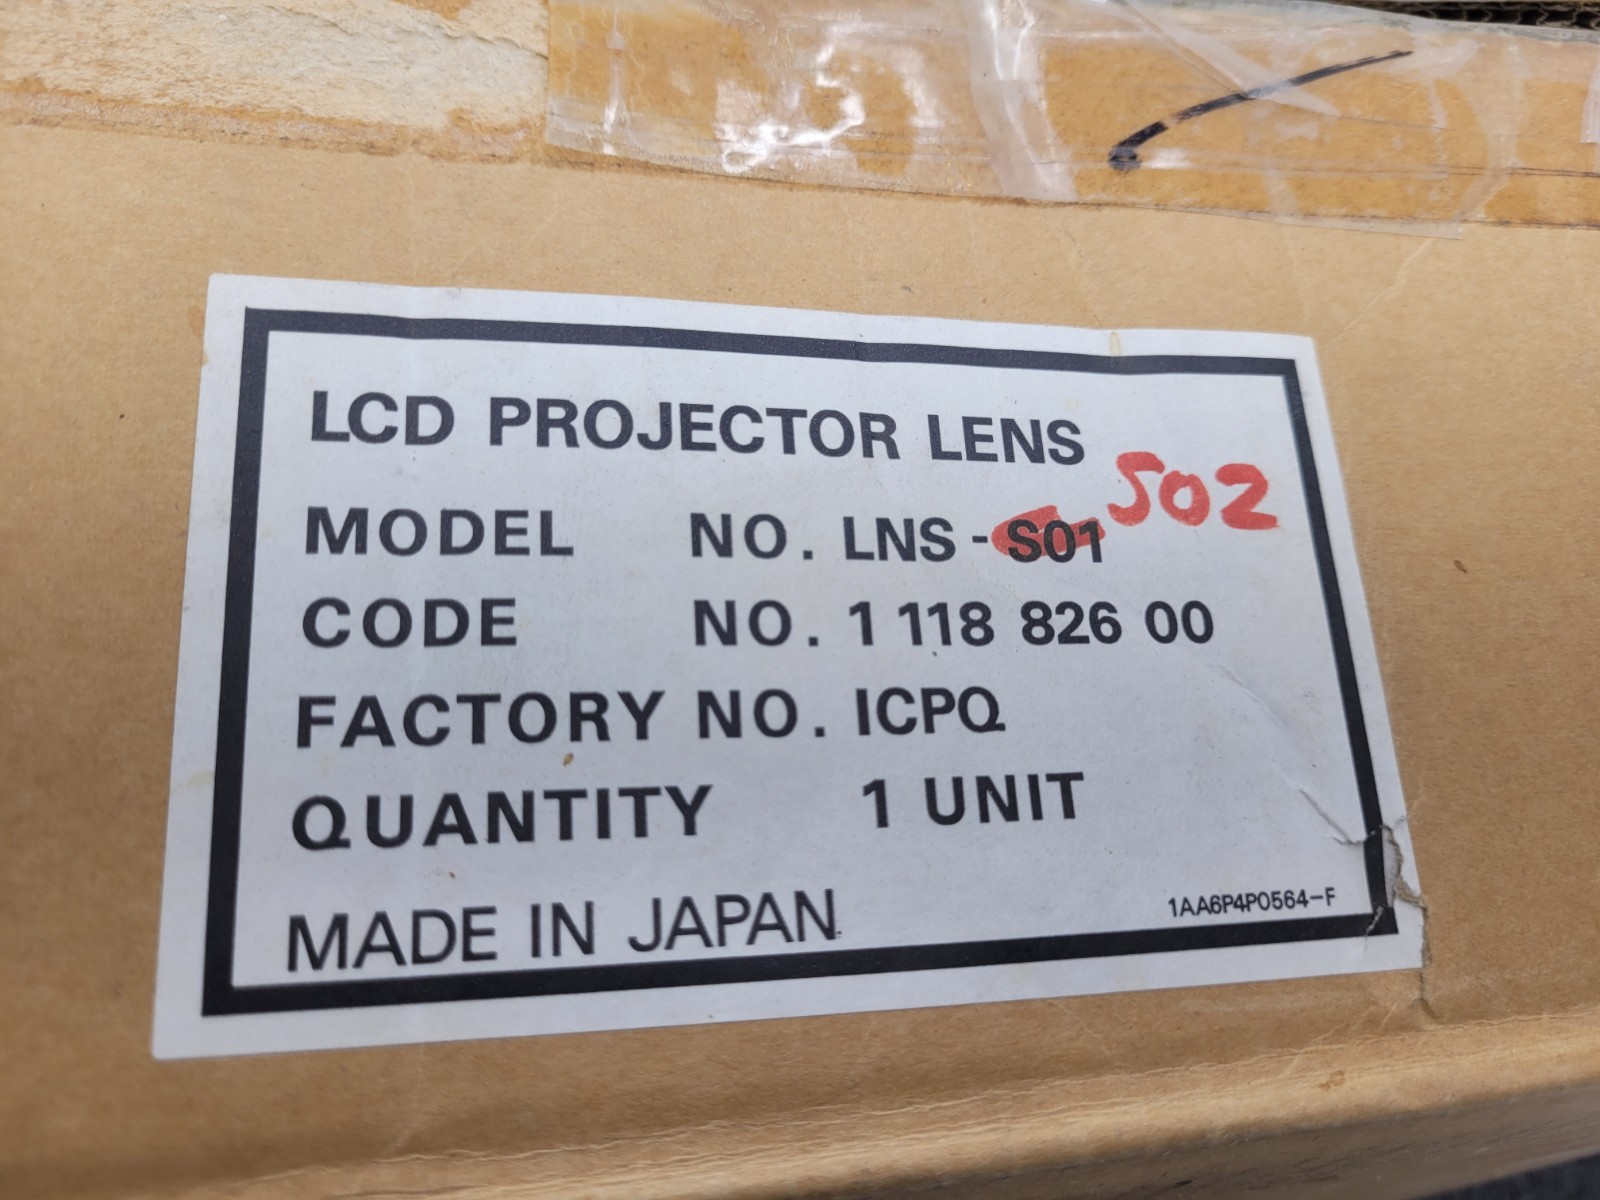 LCD PROJECTOR LENS
MODEL NO. LNS-S01 S02
CODE NO. 1 118 826 00
FACTORY NO. ICPQ
QUANTITY 1 UNIT
MADE IN JAPAN
1AA6P4P0564-F